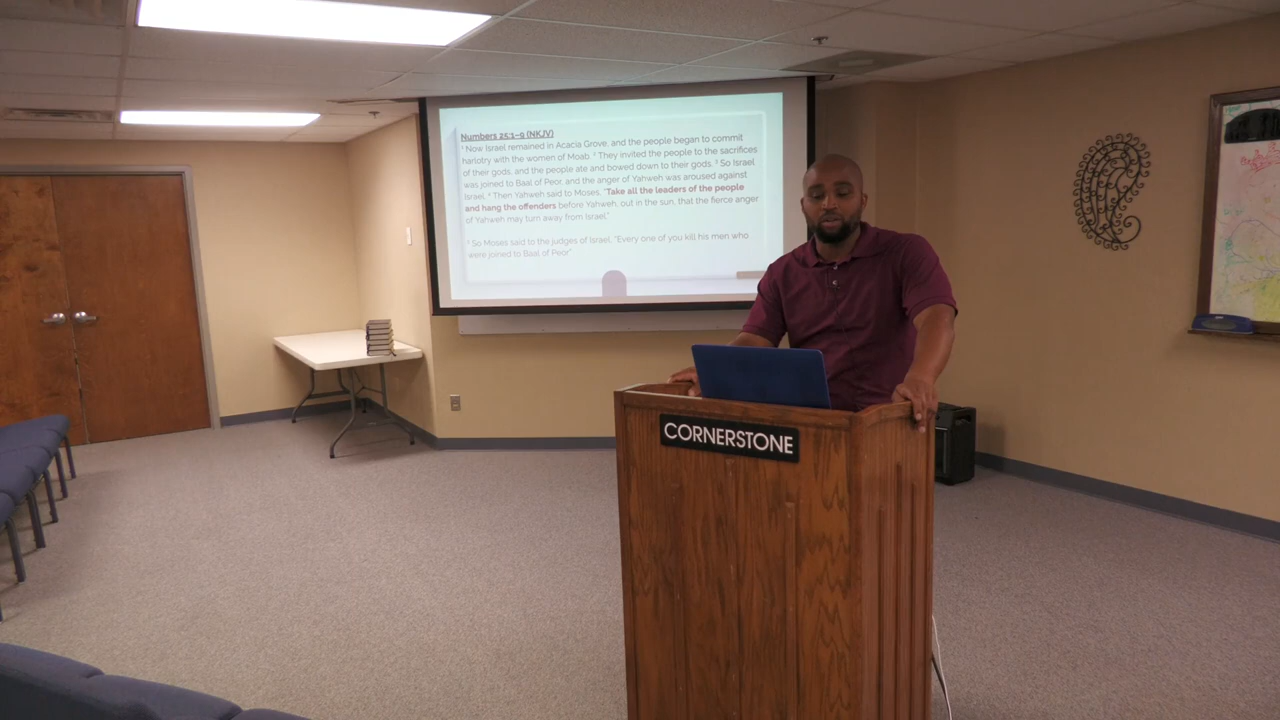 Numbers 25:1–9 (NKJV)
1 Now Israel remained in Acacia Grove, and the people began to commit
harlotry with the women of Moab. 2 They invited the people to the sacrifices
of their gods, and the people ate and bowed down to their gods. 3 So Israel
was joined to Baal of Peor, and the anger of Yahweh was aroused against
Israel. 4 Then Yahweh said to Moses, "Take all the leaders of the people
and hang the offenders before Yahweh, out in the sun, that the fierce anger
of Yahweh may turn away from Israel."
5 So Moses said to the judges of Israel, "Every one of you kill his men who
were joined to Baal of Peor."
CORNERSTONE